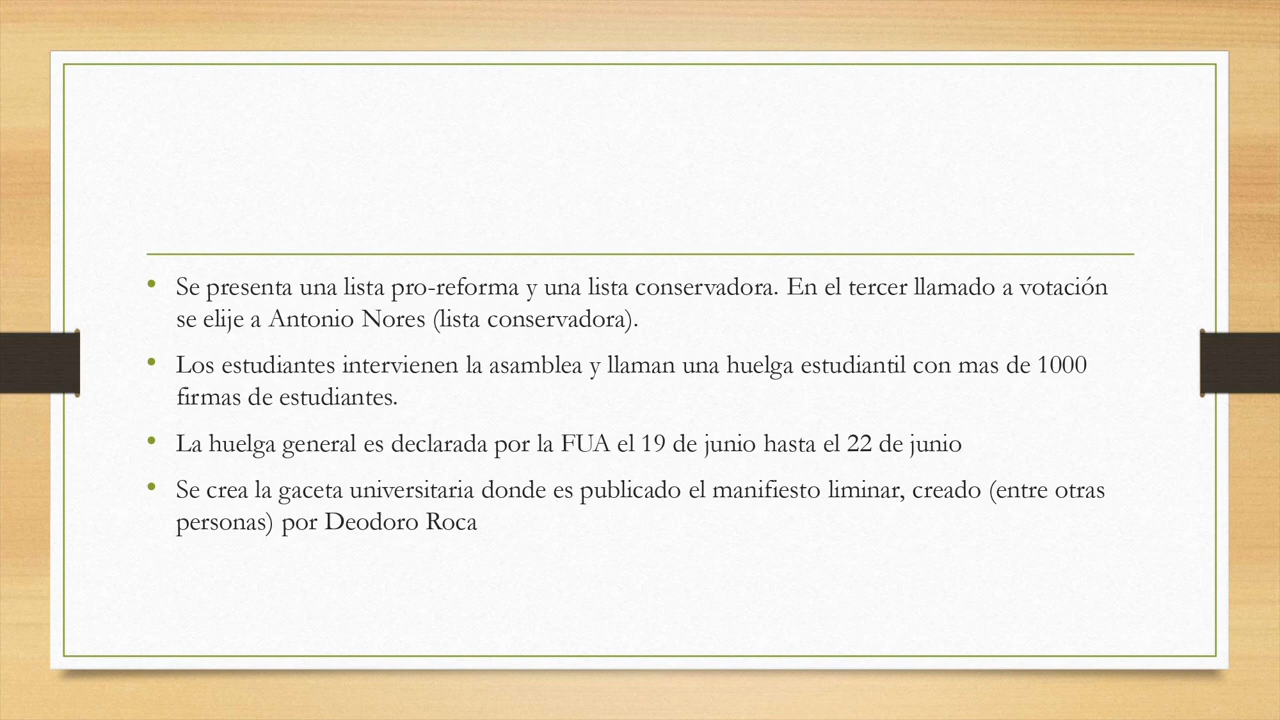 • Se presenta una lista pro-reforma y una lista conservadora. En el tercer llamado a votación
se elije a Antonio Nores (lista conservadora).
• Los estudiantes intervienen la asamblea y llaman una huelga estudiantil con mas de 1000
firmas de estudiantes.
• La huelga general es declarada por la FUA el 19 de junio hasta el 22 de junio
• Se crea la gaceta universitaria donde es publicado el manifiesto liminar, creado (entre otras
personas) por Deodoro Roca